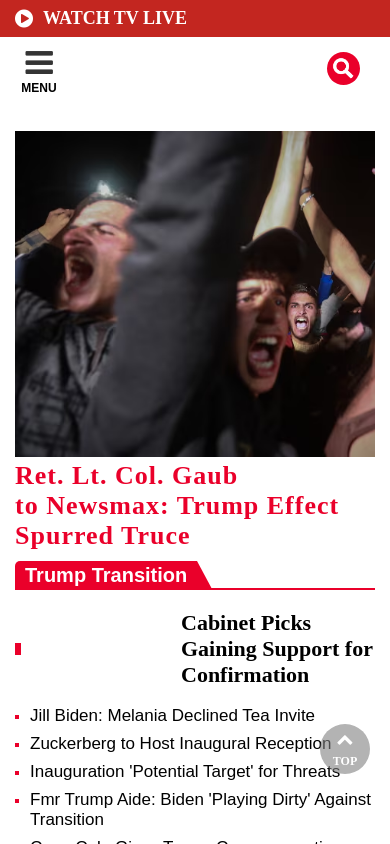 WATCH TV LIVE
MENU
Ret. Lt. Col. Gaub
to Newsmax: Trump Effect
Spurred Truce
Trump Transition
Cabinet Picks
Gaining Support for
Confirmation
Jill Biden: Melania Declined Tea Invite
Zuckerberg to Host Inaugural Reception
TOP
Inauguration 'Potential Target' for Threats
Fmr Trump Aide: Biden 'Playing Dirty' Against
Transition